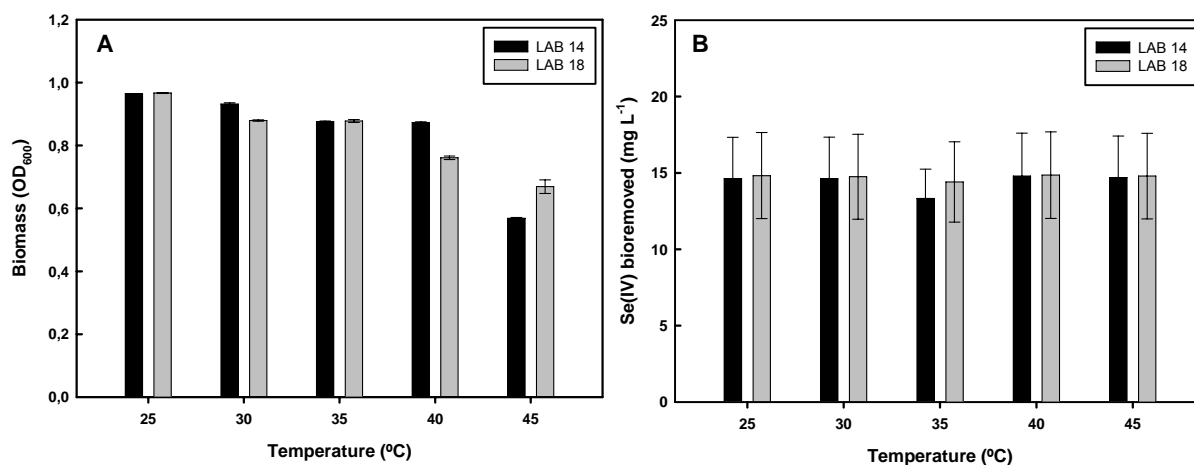 A
LAB 14
LAB 18
1,2
1,0
0,8
0,6
0,4
0,2
0,0
Biomass (OD600)
25 30 35 40 45
Temperature (ºC)
B
LAB 14
LAB 18
25
20
15
10
5
0
Se(IV) bioremoved (mg L-1)
25 30 35 40 45
Temperature (ºC)